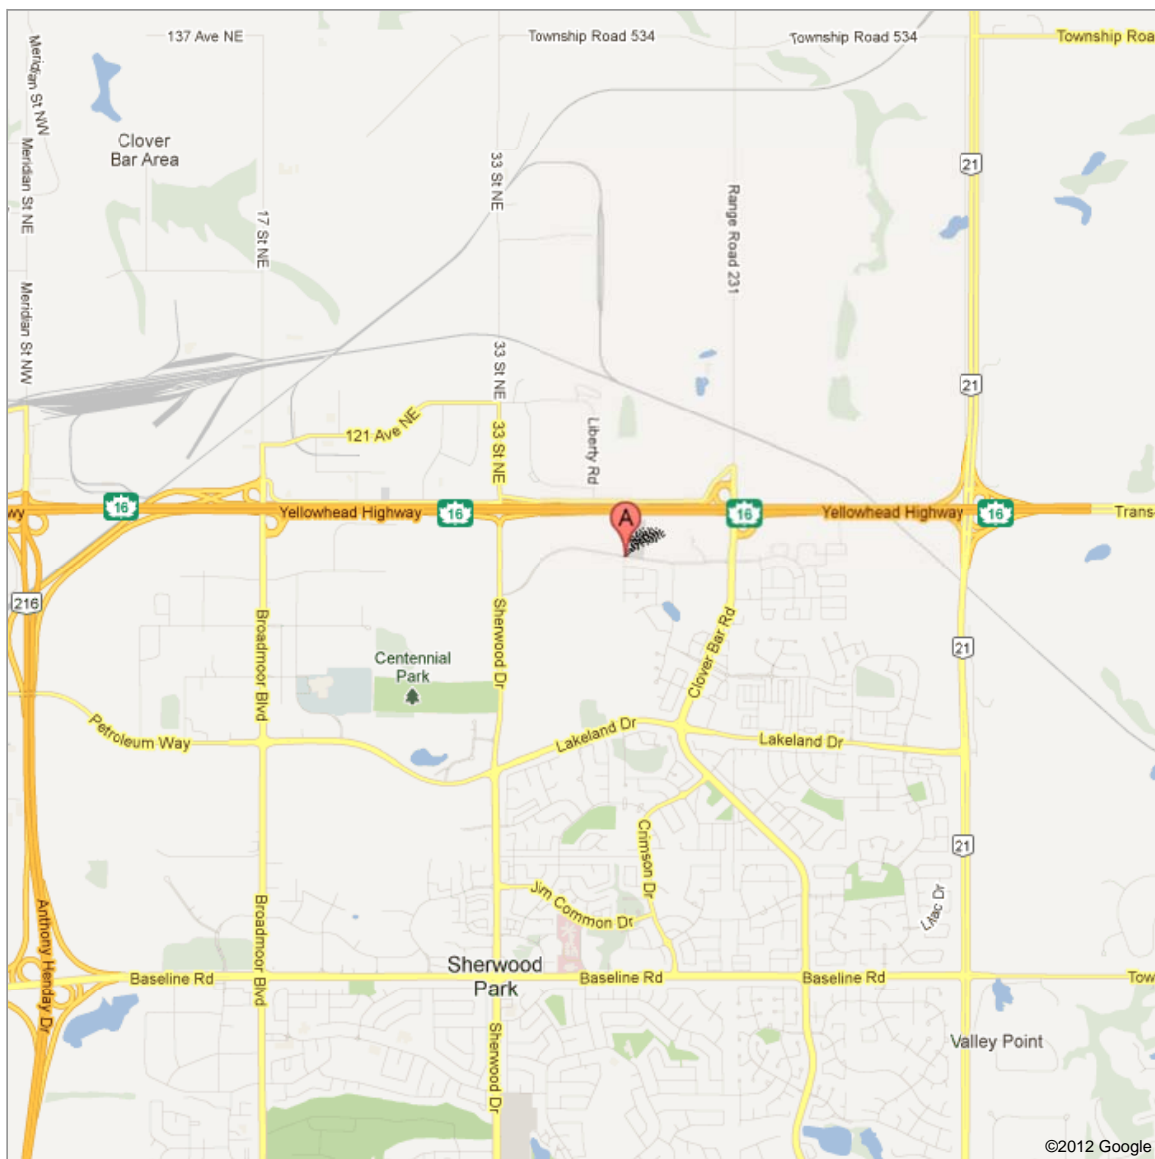 137 Ave NE
Township Road 534
Township Road 534
Township Roa
Meridian St NW
Clover
Bar Area
Meridian St NE
33 St NE
21
Range Road 231
17 St NE
Meridian St NW
33 St NE
21
121 Ave NE
33 St NE
Liberty Rd
wy
16
Yellowhead Highway
16
A
16
Yellowhead Highway
16
Trans-
216
Broadmoor Blvd
Sherwood Dr
Clover Bar Rd
21
Centennial
Park
Petroleum Way
Lakeland Dr
Lakeland Dr
Crimson Dr
21
Jim Common Dr
Lilac Dr
Anthony Henday Dr
Broadmoor Blvd
Baseline Rd
Sherwood
Park
Baseline Rd
Baseline Rd
Tow
Sherwood Dr
Valley Point
©2012 Google